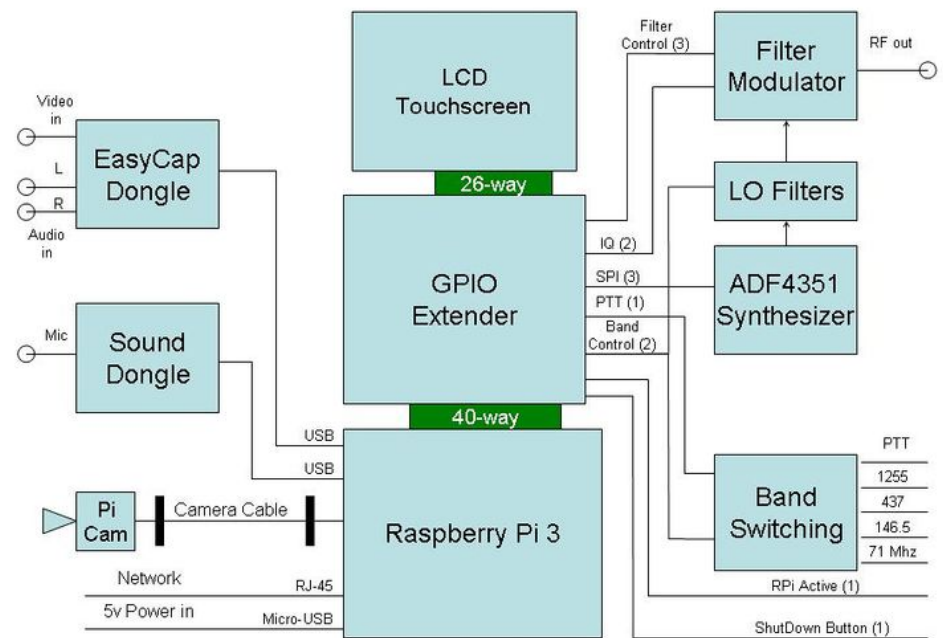 Filter
Control (3)
LCD
Touchscreen
Filter
Modulator
RF out
Video
in
EasyCap
Dongle
L
R
Audio
in
26-way
LO Filters
IQ (2)
GPIO
Extender
SPI (3)
ADF4351
Synthesizer
PTT (1)
Band
Control (2)
Mic
Sound
Dongle
40-way
USB
USB
PTT
1255
437
146.5
71 Mhz
Band
Switching
Pi
Cam
Camera Cable
Raspberry Pi 3
Network
RJ-45
RPi Active (1)
5v Power in
Micro-USB
ShutDown Button (1)